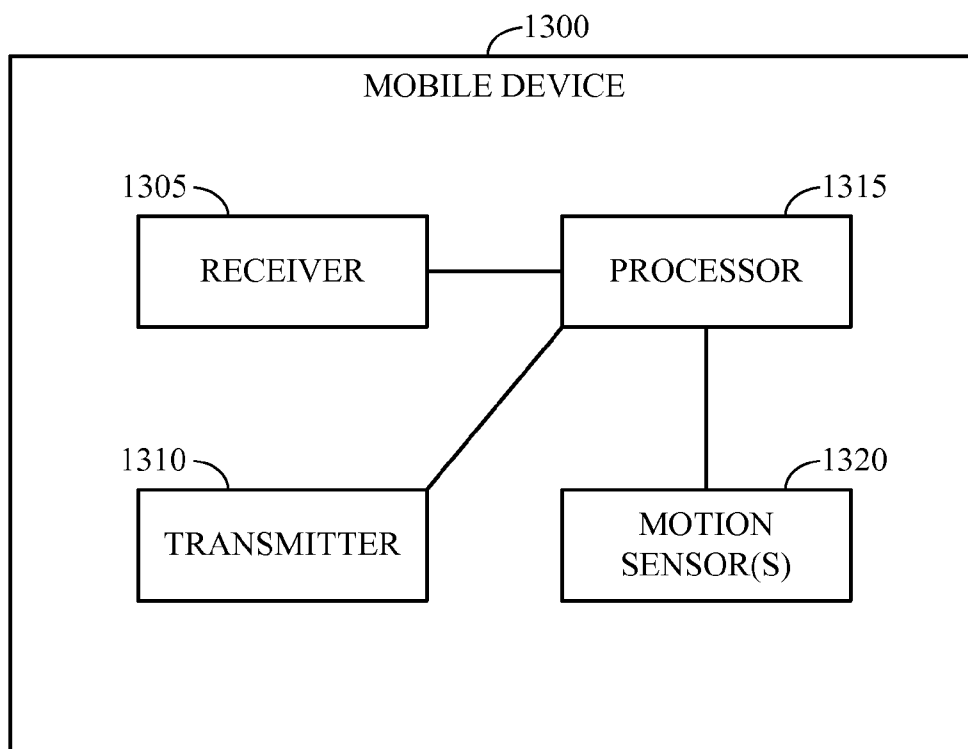 1300
MOBILE DEVICE
1305
1315
RECEIVER
PROCESSOR
1310
1320
TRANSMITTER
MOTION
SENSOR(S)